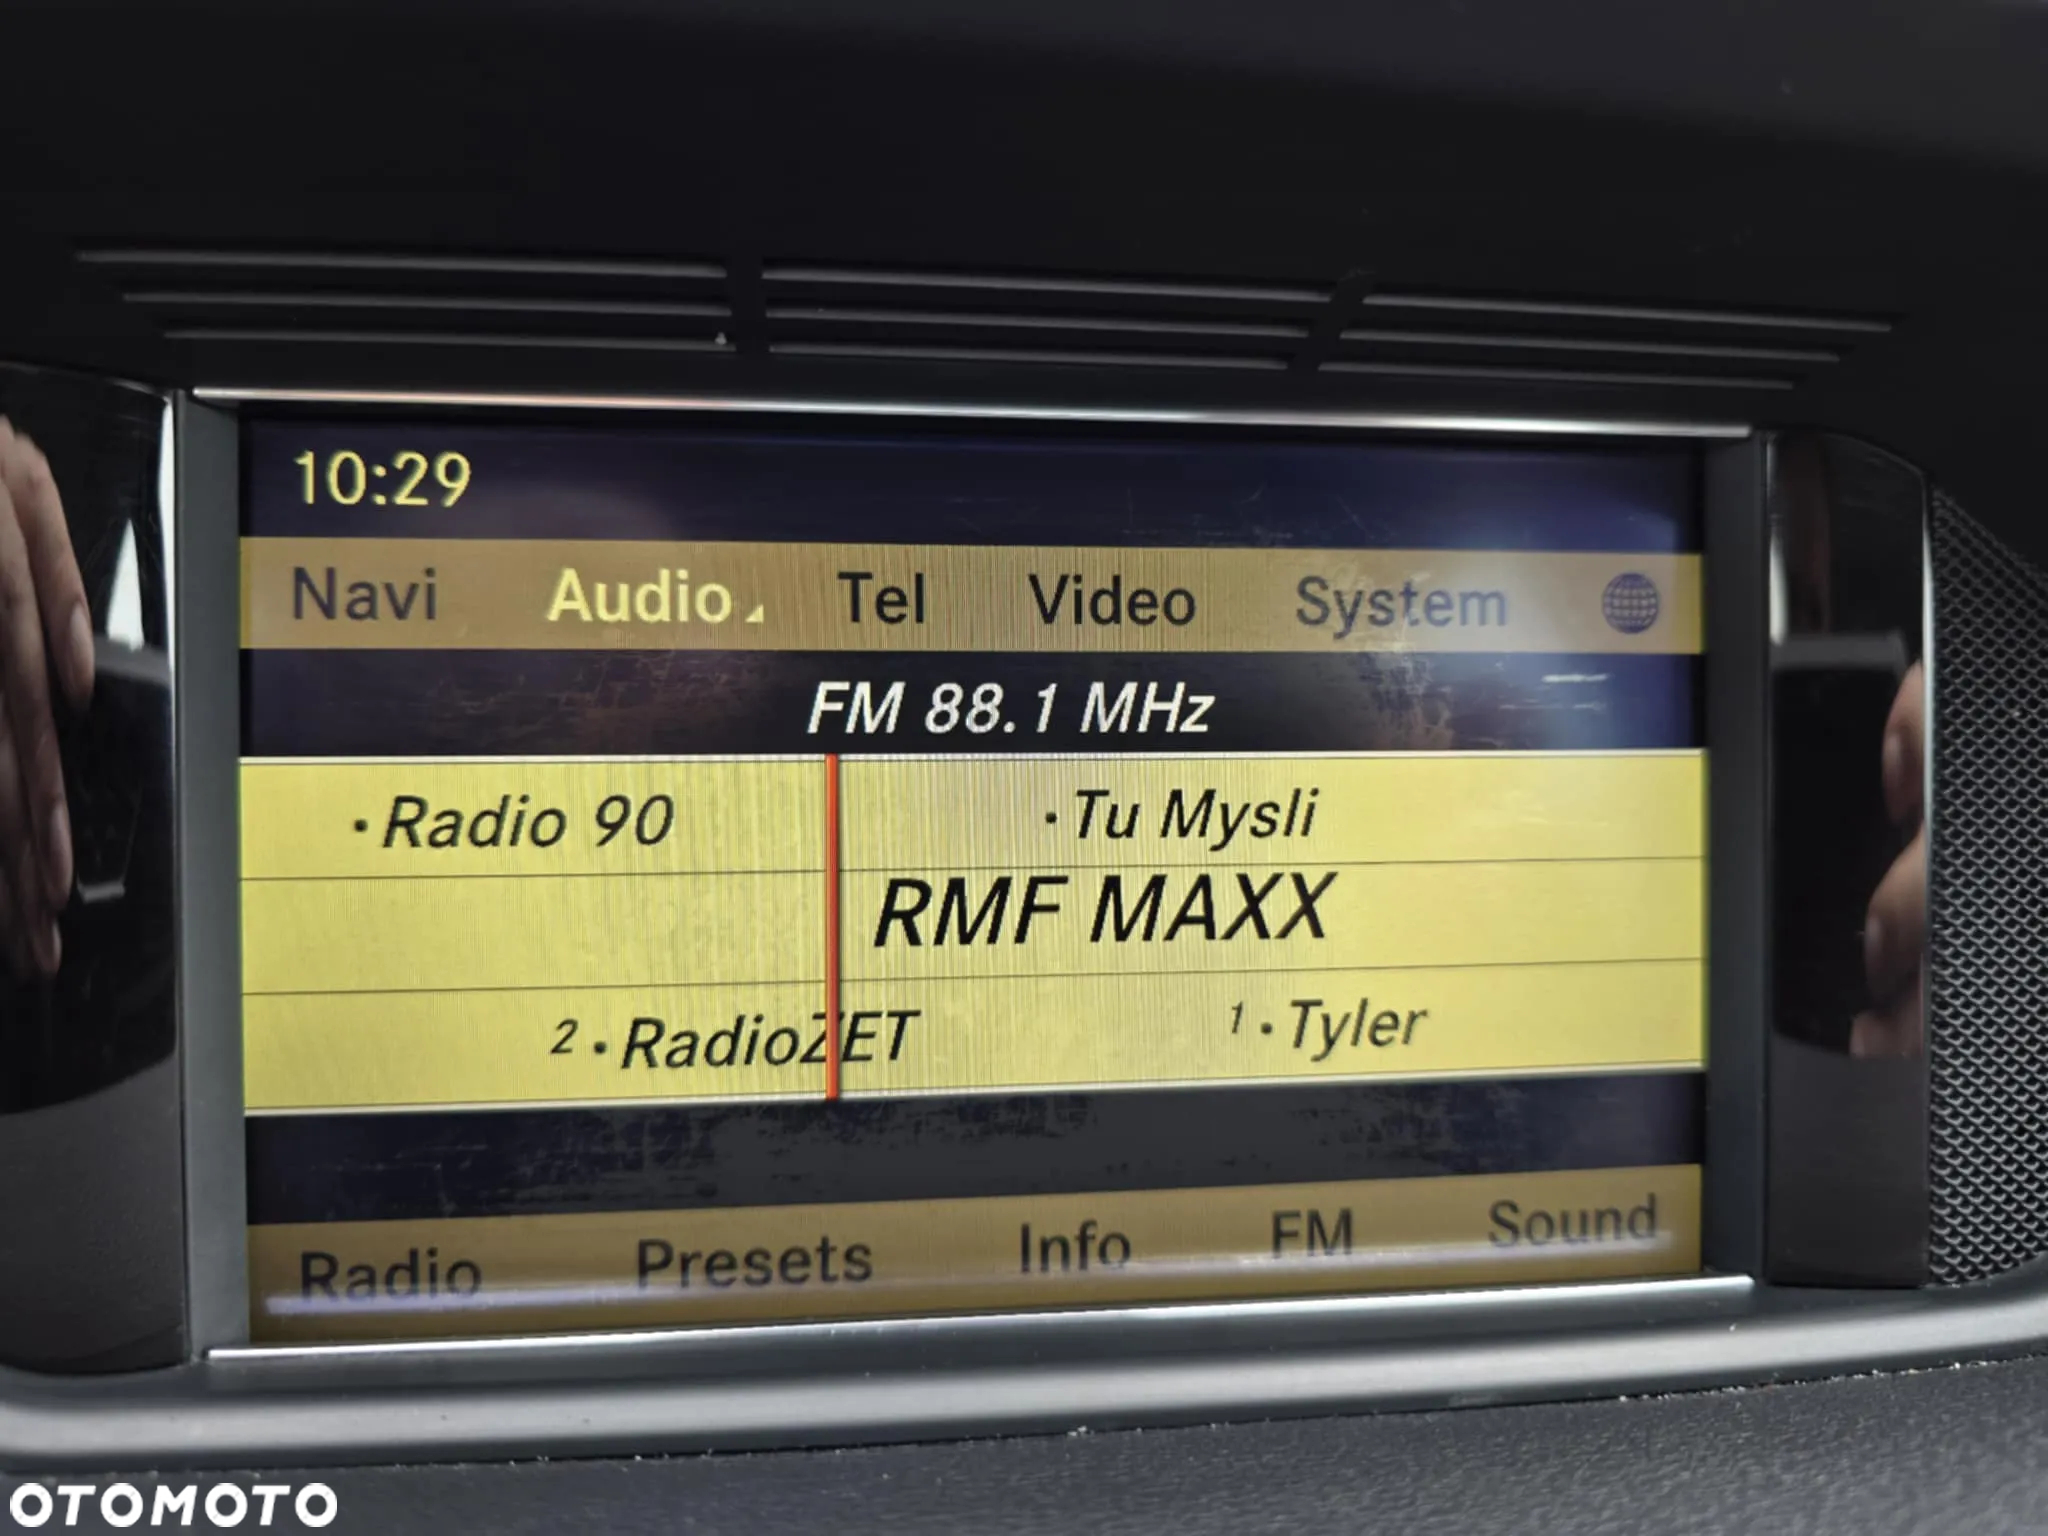 10:29
Navi Audio Tel Video System
FM 88.1 MHz
·Radio 90 ·Tu Mysli
RMF MAXX
2 ·RadioZET 1 ·Tyler
Radio Presets Info FM Sound
OTOMOTO